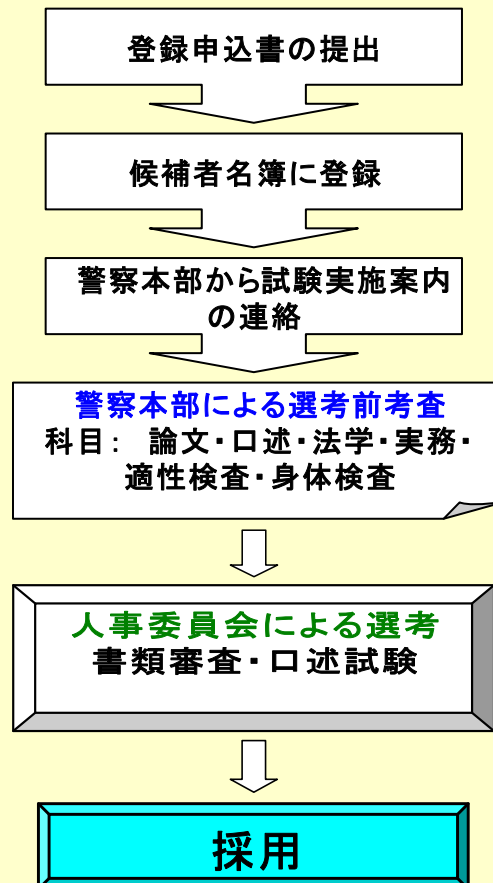 登録申込書の提出
候補者名簿に登録
警察本部から試験実施案内
の連絡
警察本部による選考前考査
科目： 論文・口述・法学・実務・
適性検査・身体検査
人事委員会による選考
書類審査・口述試験
採用